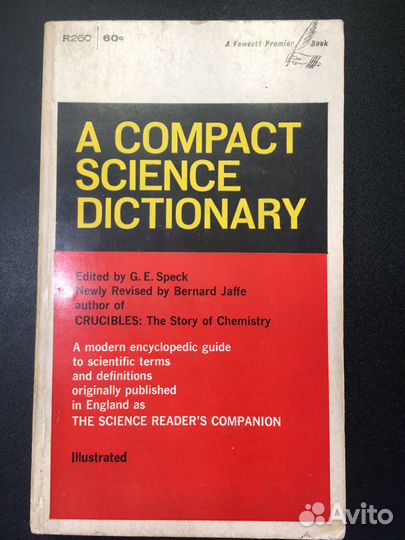 R260 60¢
A Fawcett Premier Book
A COMPACT
SCIENCE
DICTIONARY
Edited by G. E. Speck
Newly Revised by Bernard Jaffe
author of
CRUCIBLES: The Story of Chemistry
A modern encyclopedic guide
to scientific terms
and definitions
originally published
in England as
THE SCIENCE READER'S COMPANION
Illustrated
Avito